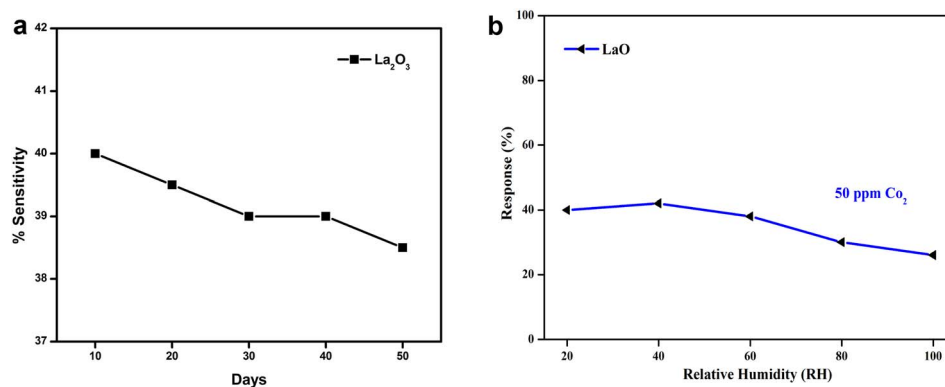 a
42
41
40
39
38
37
% Sensitivity
La₂O₃
10 20 30 40 50
Days
b
100
80
60
40
20
0
Response (%)
LaO
50 ppm Co₂
20 40 60 80 100
Relative Humidity (RH)